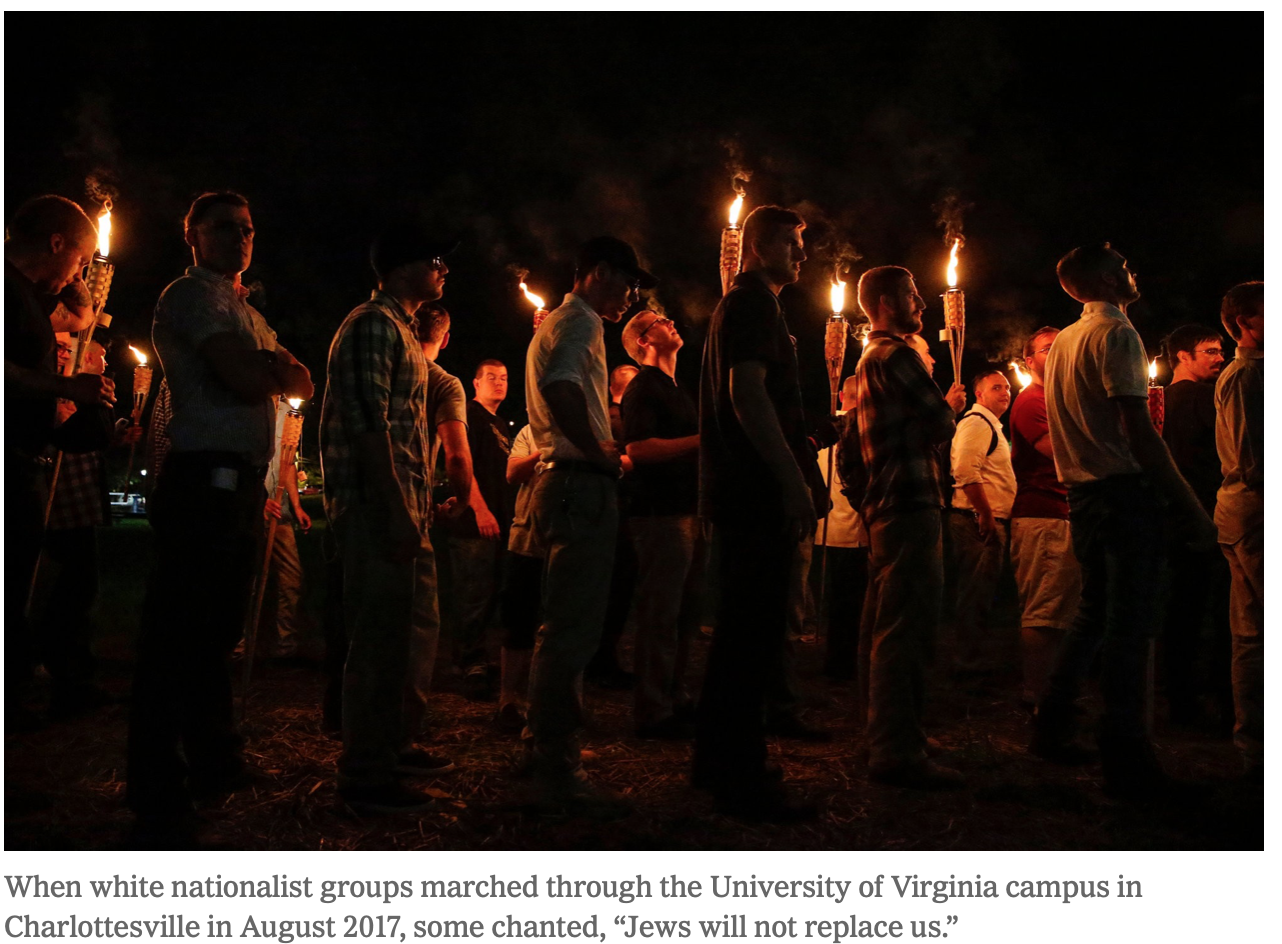 When white nationalist groups marched through the University of Virginia campus in
Charlottesville in August 2017, some chanted, “Jews will not replace us.”